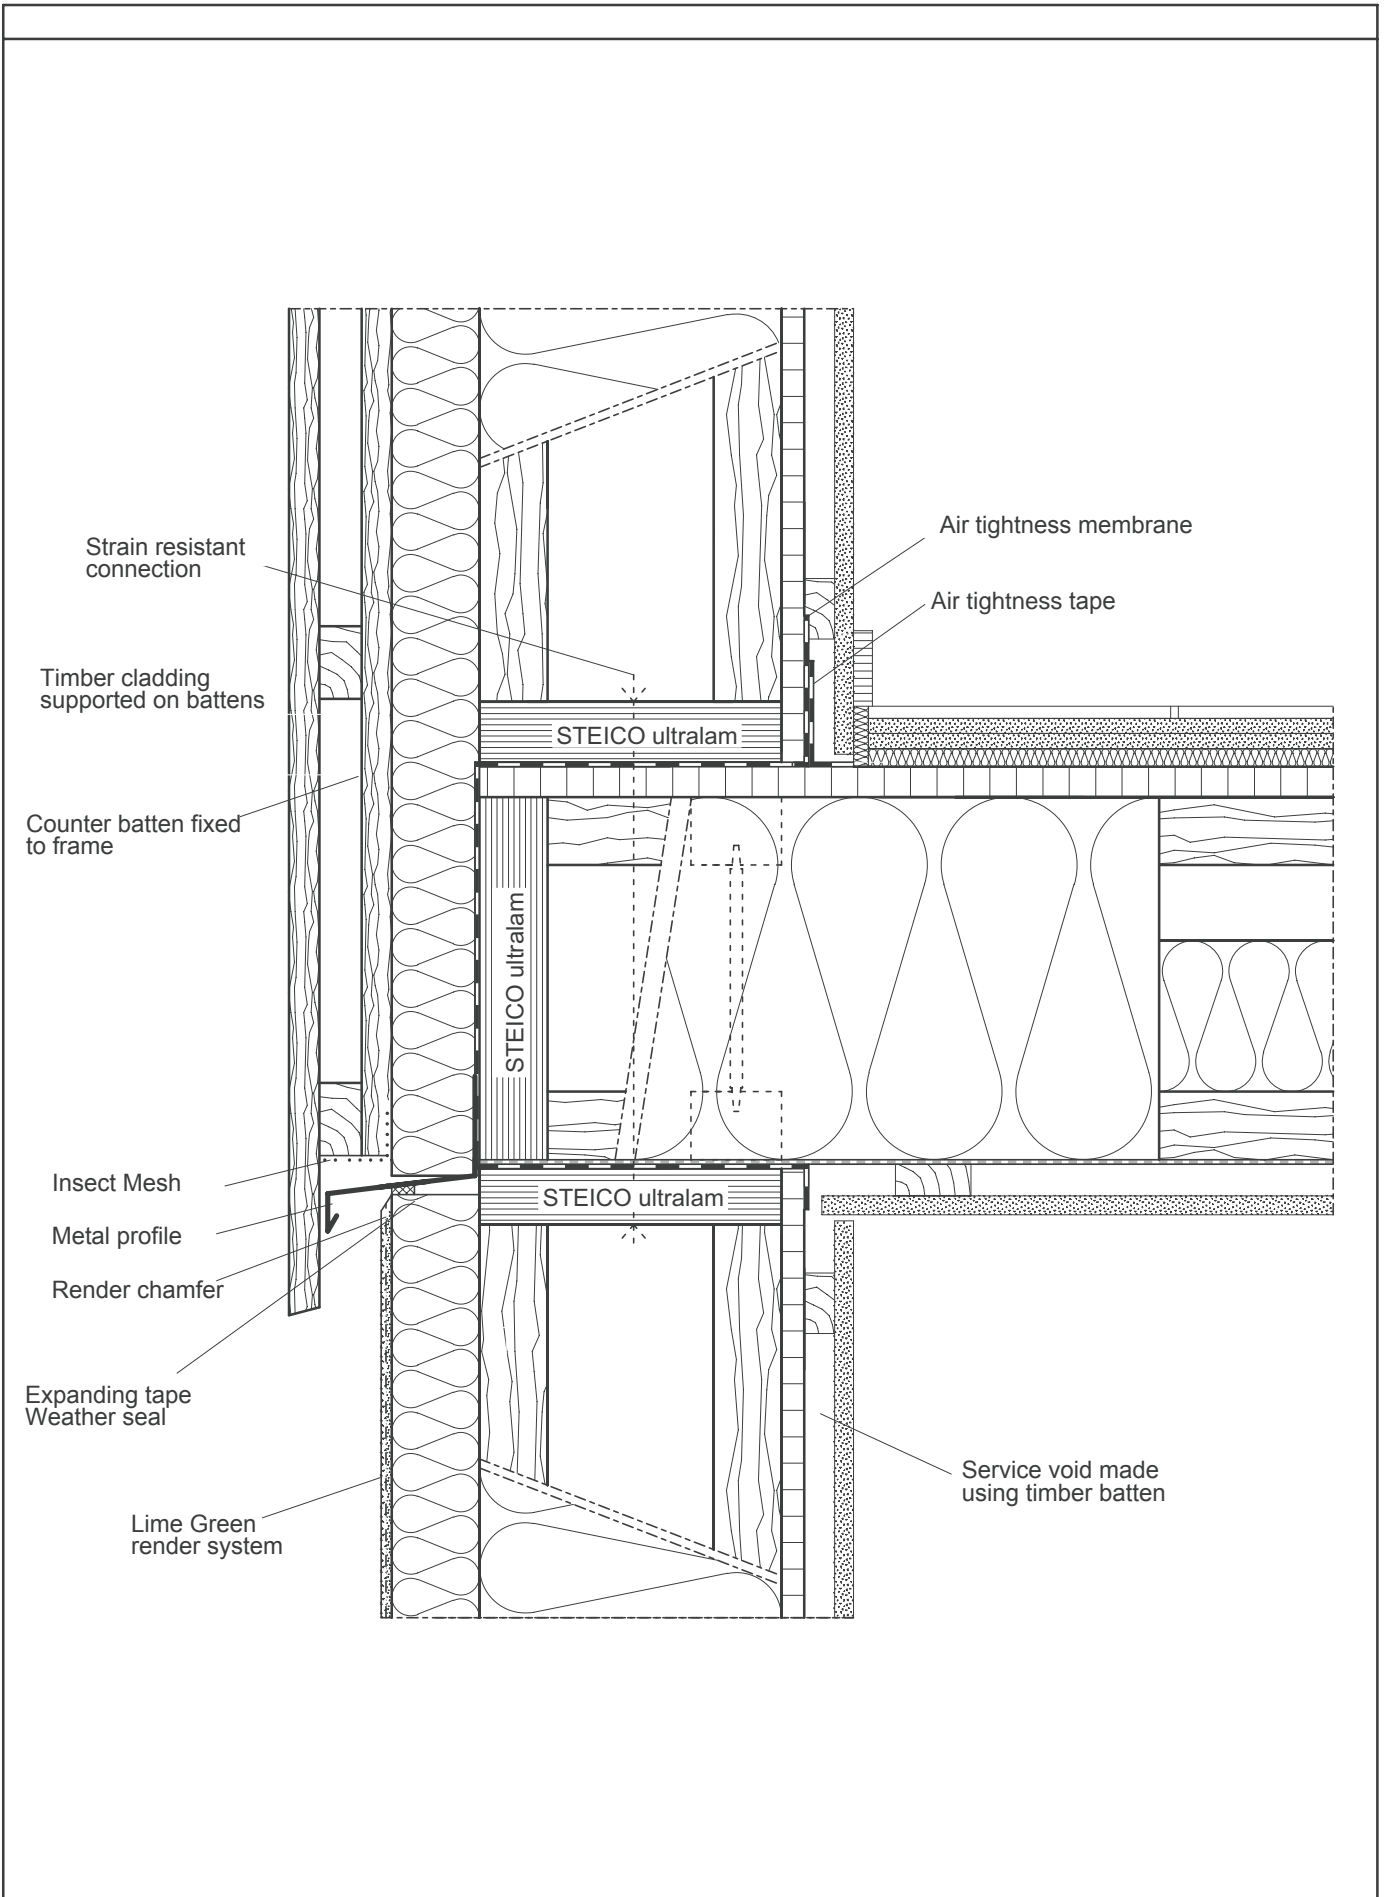 Air tightness membrane
Strain resistant
connection
Air tightness tape
Timber cladding
supported on battens
STEICO ultralam
Counter batten fixed
to frame
STEICO ultralam
Insect Mesh
STEICO ultralam
Metal profile
Render chamfer
Expanding tape
Weather seal
Service void made
using timber batten
Lime Green
render system